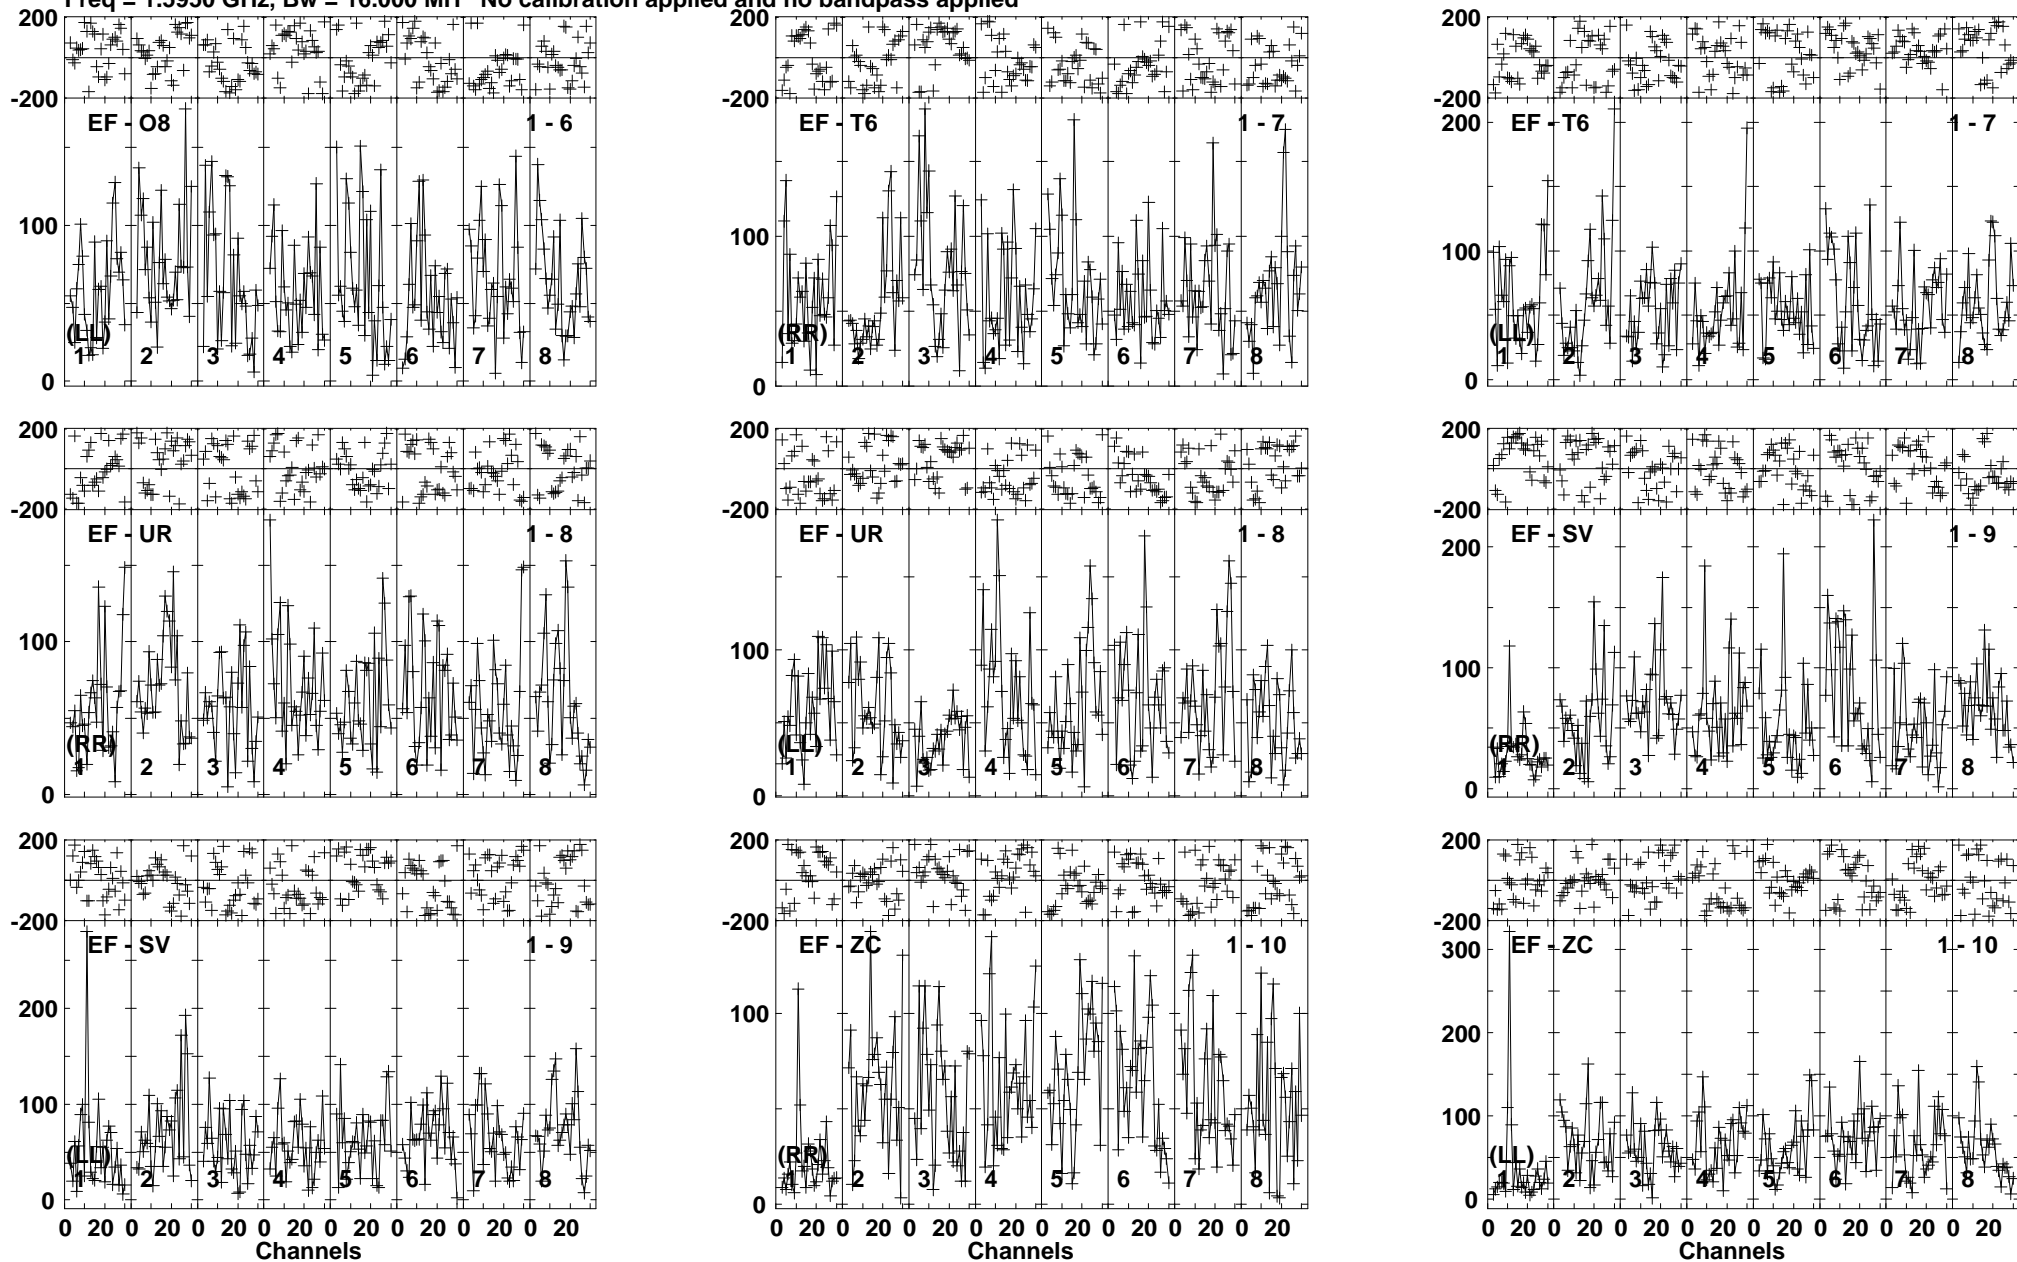 No calibration applied and no bandpass applied
200 200 200
-200 -200 -200
EF - O8 1 - 6 EF - T6 1 - 7 EF - T6 1 - 7
200
100 100 100
(LL) (RR) (LL)
1 2 3 4 5 6 7 8 1 2 3 4 5 6 7 8 1 2 3 4 5 6 7 8
0 0 0
200 200 200
-200 -200 -200
EF - UR 1 - 8 EF - UR 1 - 8 EF - SV 1 - 9
200
100 100 100
(RR) (LL) (RR)
1 2 3 4 5 6 7 8 1 2 3 4 5 6 7 8 1 2 3 4 5 6 7 8
0 0 0
200 200 200
-200 -200 -200
EF - SV 1 - 9 EF - ZC 1 - 10 EF - ZC 1 - 10
300
200 100 200
100 100
(LL) (RR) (LL)
1 2 3 4 5 6 7 8 1 2 3 4 5 6 7 8 1 2 3 4 5 6 7 8
0 0 0
0 20 0 20 0 20 0 20 0 20 0 20 0 20 0 20 0 20 0 20 0 20 0 20 0 20 0 20 0 20 0 20 0 20 0 20 0 20 0 20 0 20 0 20 0 20 0 20
Channels Channels